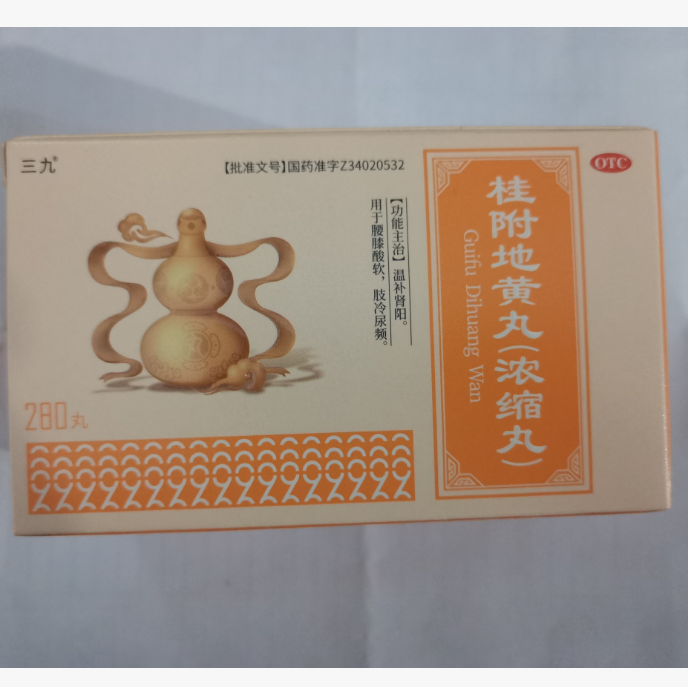 三九®
【批准文号】国药准字Z34020532
OTC
桂附地黄丸(浓缩丸)
Guifu Dihuang Wan
【功能主治】 温补肾阳。
用于腰膝酸软，肢冷尿频。
280丸